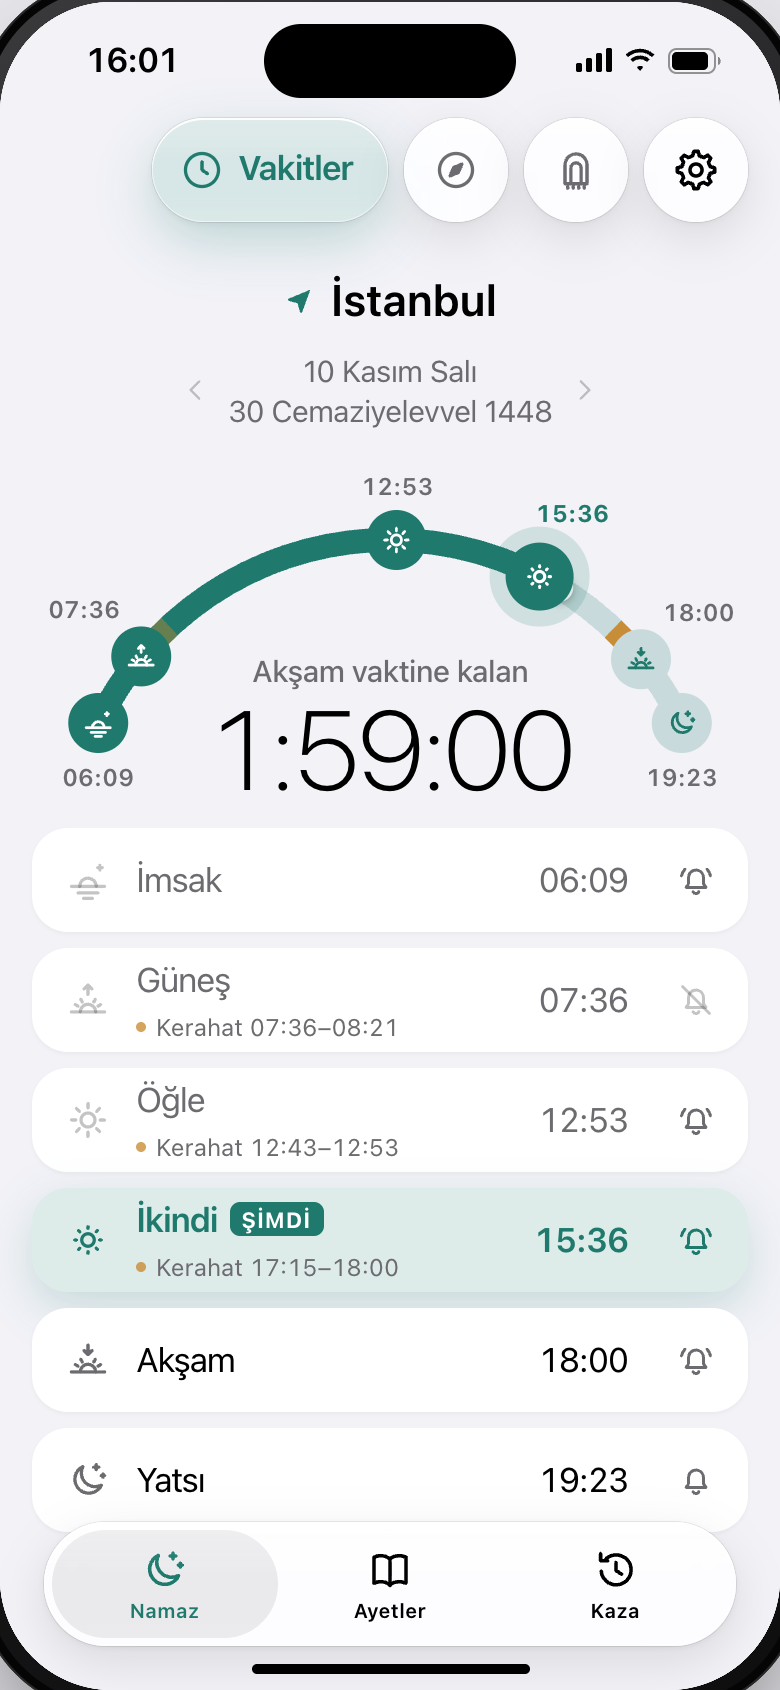 16:01
Vakitler
İstanbul
10 Kasım Salı
30 Cemaziyelevvel 1448
12:53
15:36
07:36
18:00
Akşam vaktine kalan
1:59:00
06:09
19:23
İmsak 06:09
Güneş 07:36
Kerahat 07:36–08:21
Öğle 12:53
Kerahat 12:43–12:53
İkindi ŞİMDİ 15:36
Kerahat 17:15–18:00
Akşam 18:00
Yatsı 19:23
Namaz Ayetler Kaza